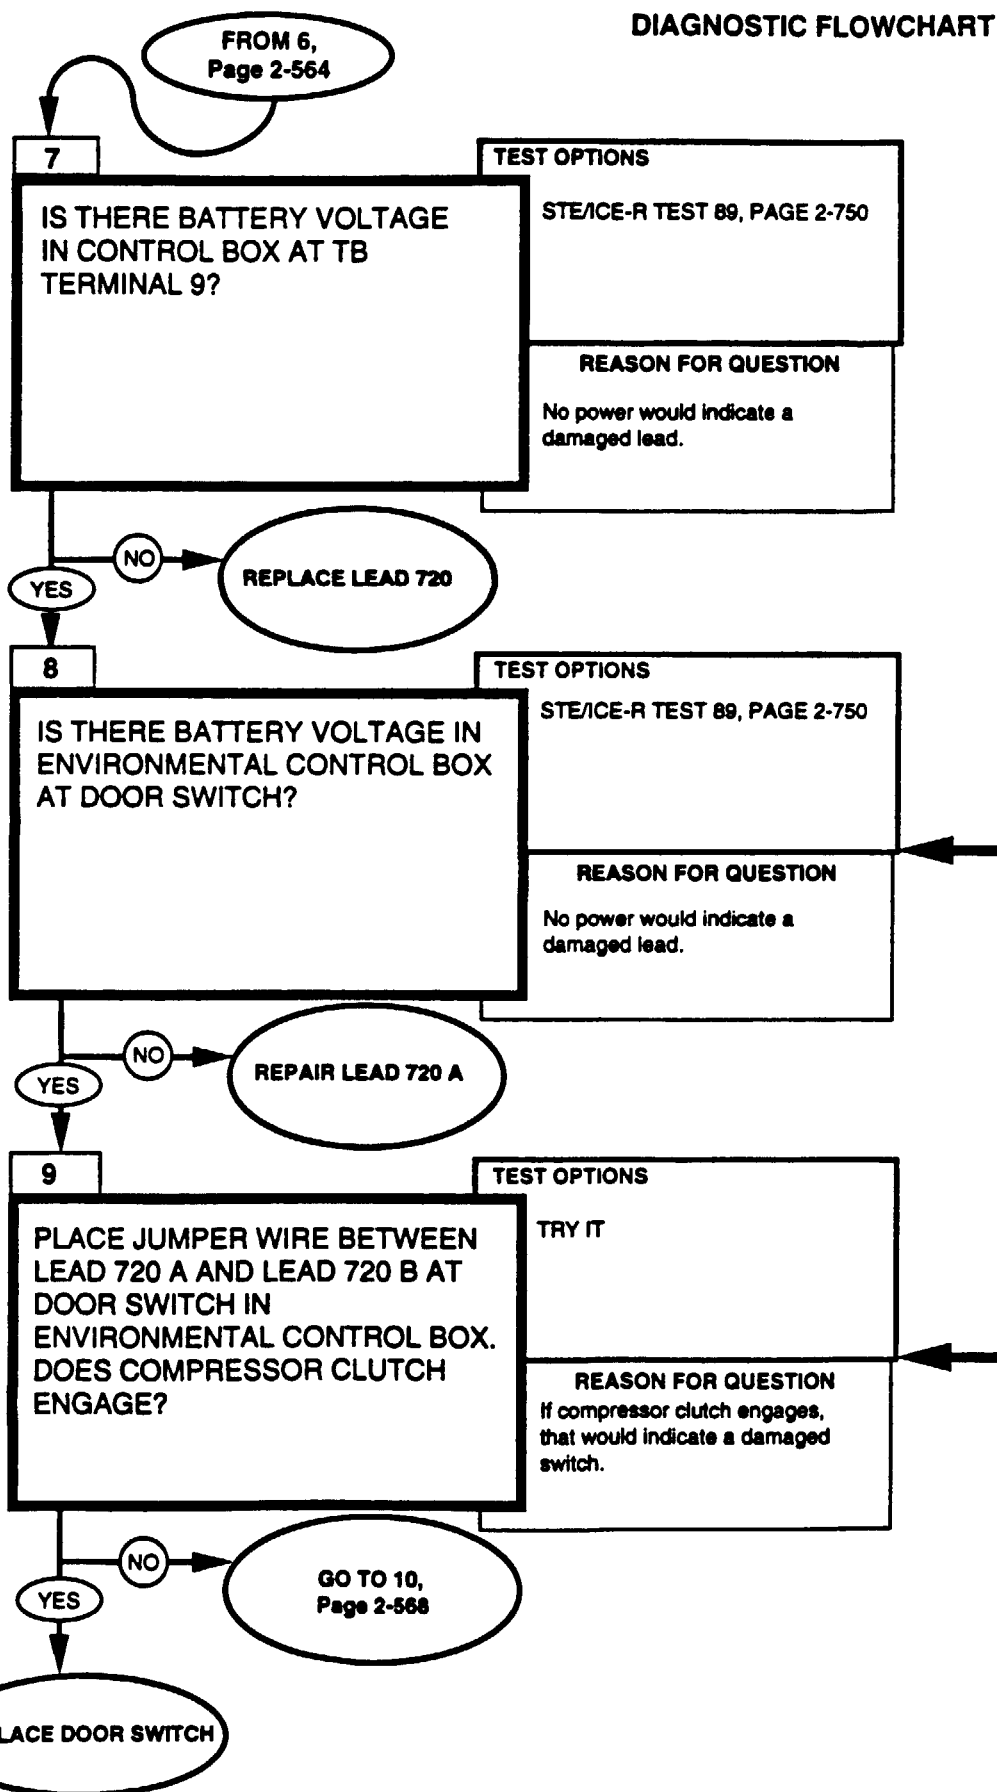 DIAGNOSTIC FLOWCHART
FROM 6,
Page 2-564
7
IS THERE BATTERY VOLTAGE
IN CONTROL BOX AT TB
TERMINAL 9?
TEST OPTIONS
STE/ICE-R TEST 89, PAGE 2-750
REASON FOR QUESTION
No power would indicate a
damaged lead.
NO
REPLACE LEAD 720
YES
8
IS THERE BATTERY VOLTAGE IN
ENVIRONMENTAL CONTROL BOX
AT DOOR SWITCH?
TEST OPTIONS
STE/ICE-R TEST 89, PAGE 2-750
REASON FOR QUESTION
No power would indicate a
damaged lead.
NO
REPAIR LEAD 720 A
YES
9
PLACE JUMPER WIRE BETWEEN
LEAD 720 A AND LEAD 720 B AT
DOOR SWITCH IN
ENVIRONMENTAL CONTROL BOX.
DOES COMPRESSOR CLUTCH
ENGAGE?
TEST OPTIONS
TRY IT
REASON FOR QUESTION
If compressor clutch engages,
that would indicate a damaged
switch.
NO
GO TO 10,
Page 2-568
YES
LACE DOOR SWITCH